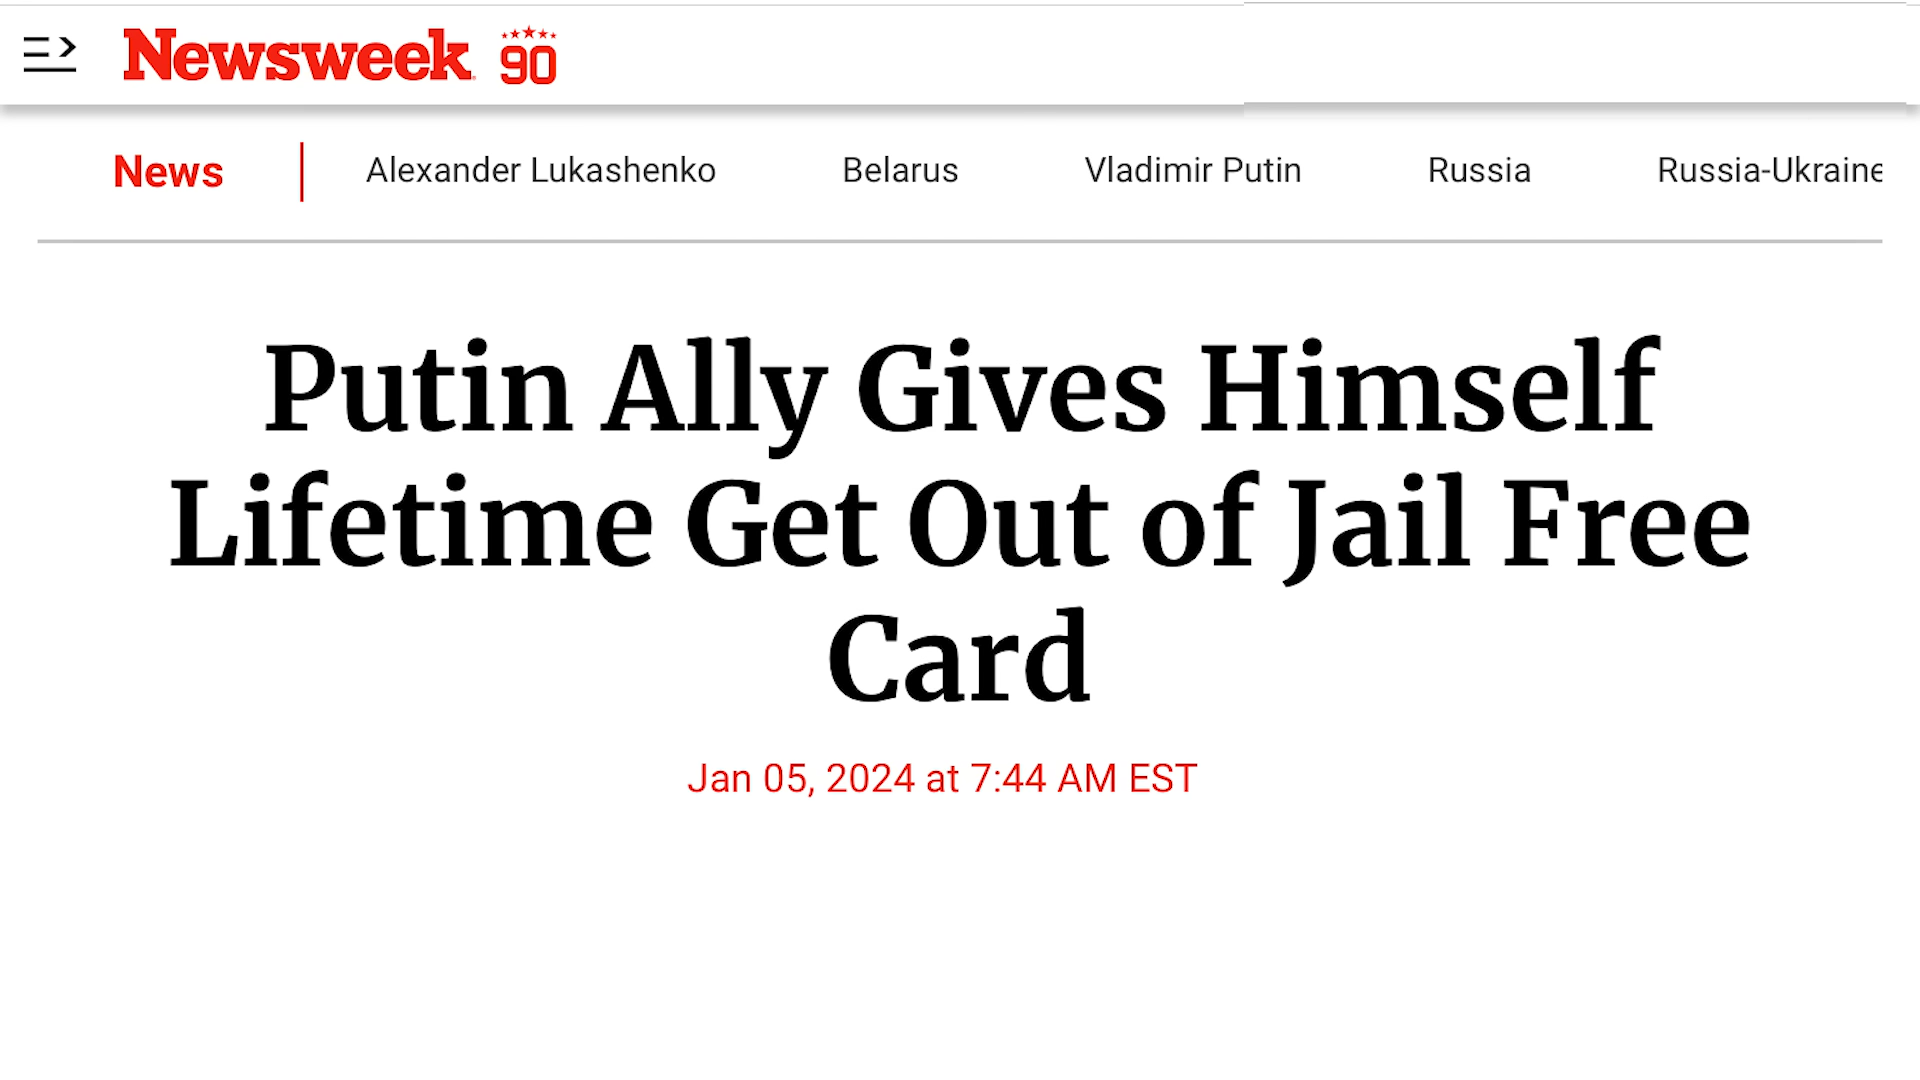 Newsweek 90
News Alexander Lukashenko Belarus Vladimir Putin Russia Russia-Ukraine
Putin Ally Gives Himself
Lifetime Get Out of Jail Free
Card
Jan 05, 2024 at 7:44 AM EST